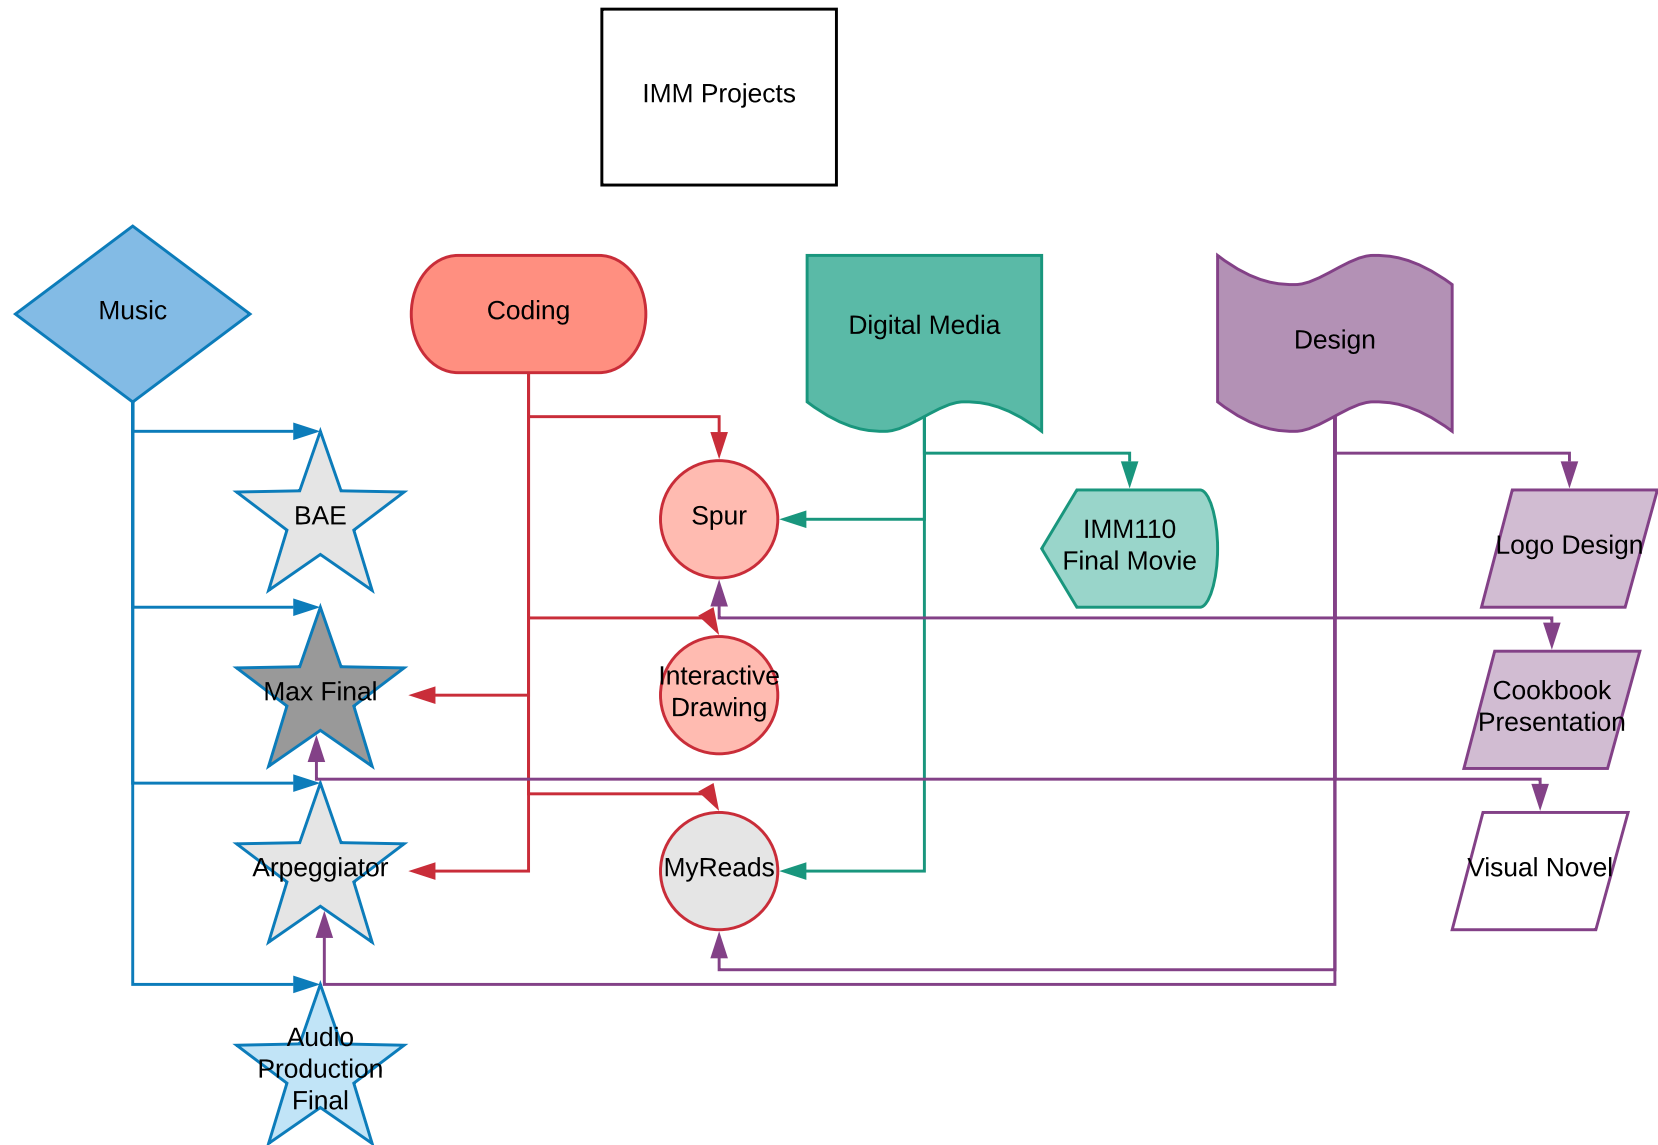 IMM Projects
Music
Coding
Digital Media
Design
BAE
Spur
IMM110
Final Movie
Logo Design
Max Final
Interactive
Drawing
Cookbook
Presentation
Arpeggiator
MyReads
Visual Novel
Audio
Production
Final